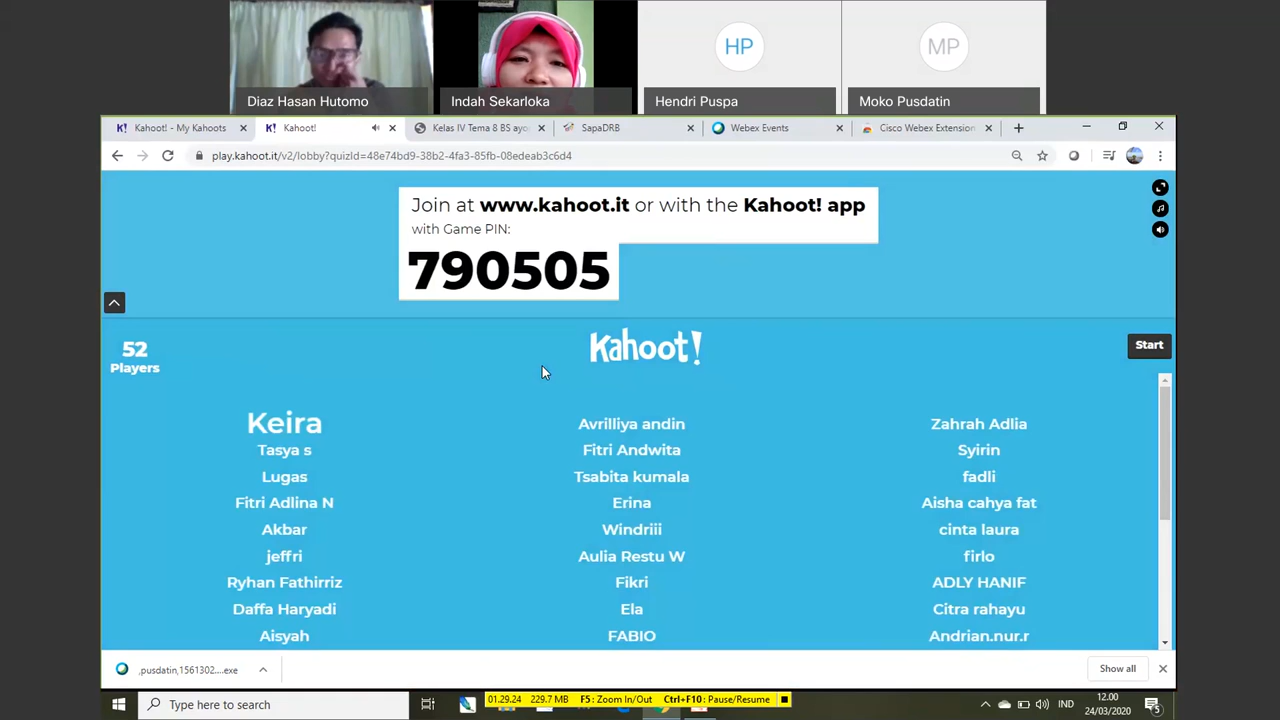 HP
MP
Diaz Hasan Hutomo
Indah Sekarloka
Hendri Puspa
Moko Pusdatin
K! Kahoot! - My Kahoots
K! Kahoot!
Kelas IV Tema 8 BS ayo
SapaDRB
Webex Events
Cisco Webex Extension
play.kahoot.it/v2/lobby?quizId=48e74bd9-38b2-4fa3-85fb-08edeab3c6d4
Join at www.kahoot.it or with the Kahoot! app
with Game PIN:
790505
52
Players
Kahoot!
Start
Keira
Avrilliya andin
Zahrah Adlia
Tasya s
Fitri Andwita
Syirin
Lugas
Tsabita kumala
fadli
Fitri Adlina N
Erina
Aisha cahya fat
Akbar
Windriii
cinta laura
jeffri
Aulia Restu W
firlo
Ryhan Fathirriz
Fikri
ADLY HANIF
Daffa Haryadi
Ela
Citra rahayu
Aisyah
FABIO
Andrian.nur.r
,pusdatin,1561302....exe
Show all
Type here to search
01.29.24 229.7 MB F5: Zoom In/Out Ctrl+F10: Pause/Resume
IND
12.00
24/03/2020
5